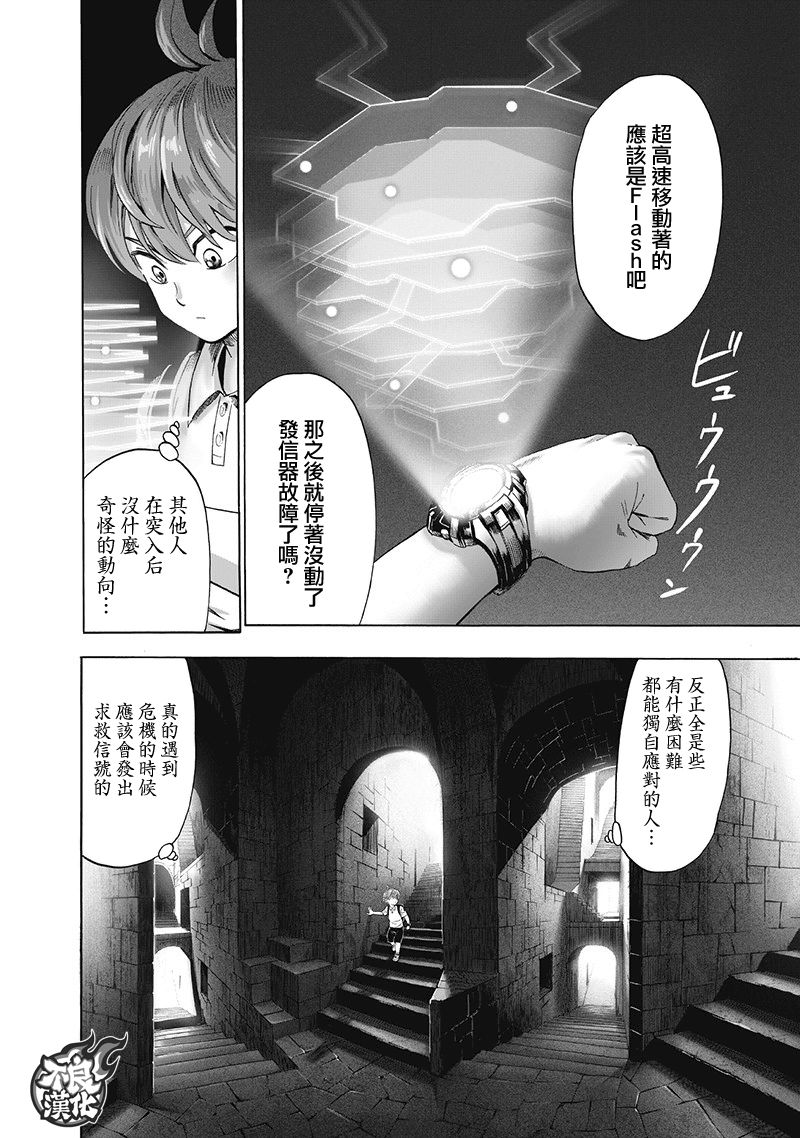 超高速移動著的
應該是Flash吧
ビュウウウゥン
那之後就停著沒動了
發信器故障了嗎？
其他人
在突入后
沒什麼
奇怪的動向…
反正全是些
有什麼困難
都能獨自應對的人…
真的遇到
危機的時候
應該會發出
求救信號的
不良
漢化